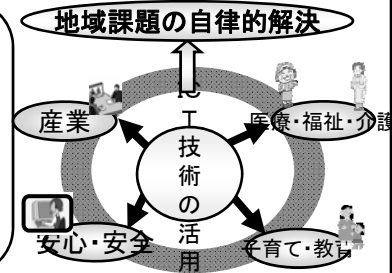 地域課題の自律的解決
産業
医療・福祉・介護
ICT技術の活用
安心・安全
子育て・教育